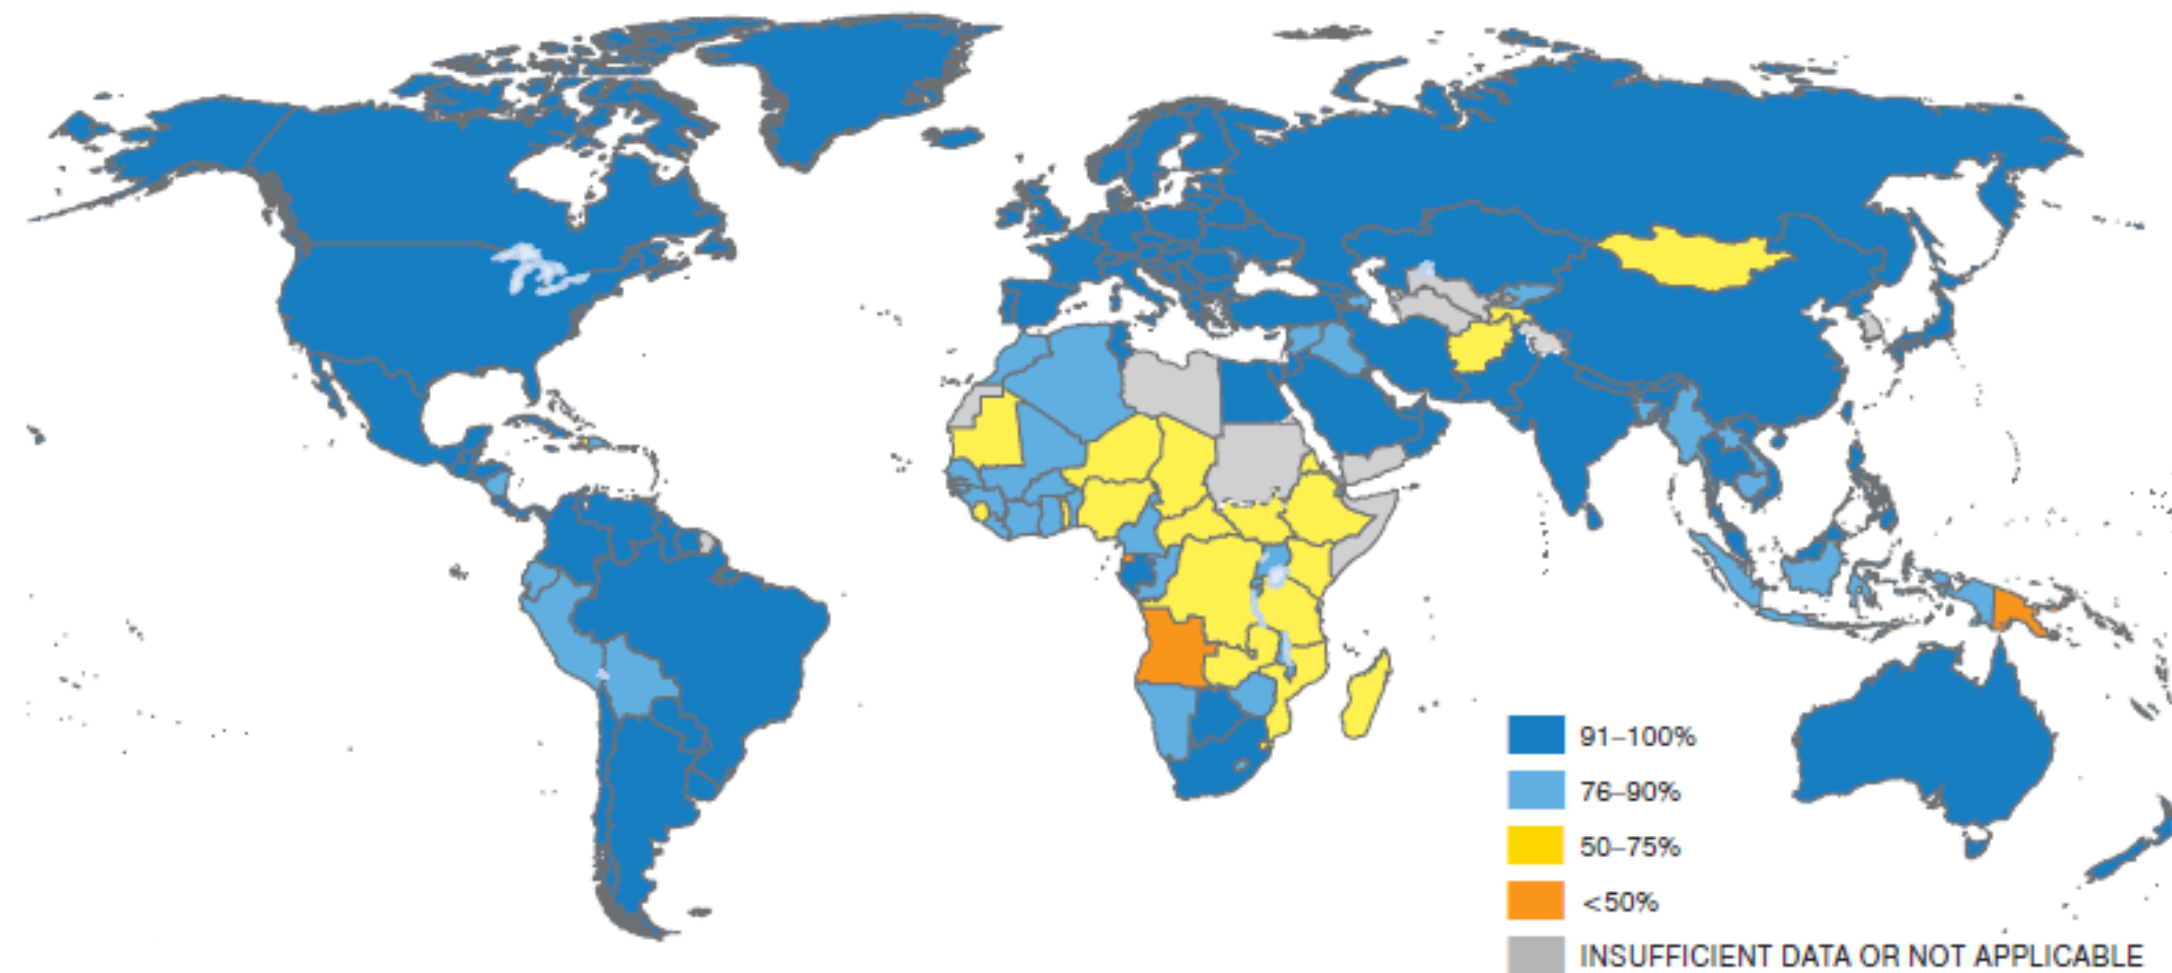 91–100%
76–90%
50–75%
<50%
INSUFFICIENT DATA OR NOT APPLICABLE